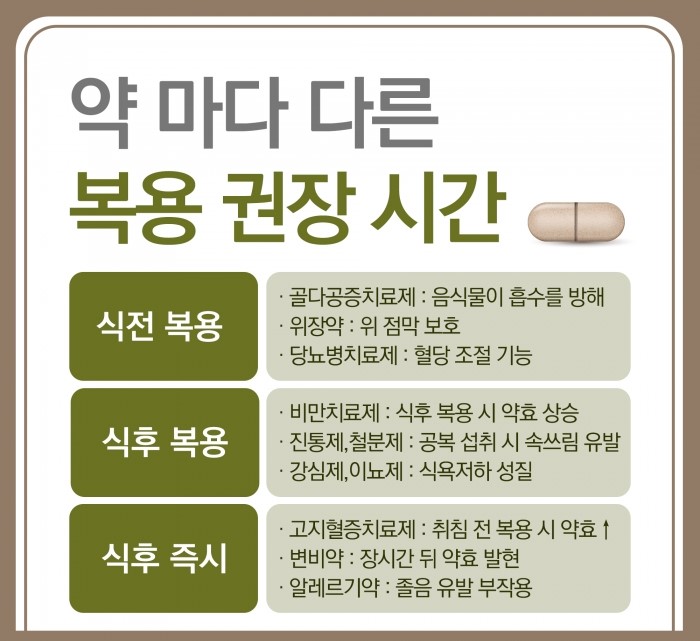 약 마다 다른
복용 권장 시간
식전 복용
· 골다공증치료제 : 음식물이 흡수를 방해
· 위장약 : 위 점막 보호
· 당뇨병치료제 : 혈당 조절 기능
식후 복용
· 비만치료제 : 식후 복용 시 약효 상승
· 진통제,철분제 : 공복 섭취 시 속쓰림 유발
· 강심제,이뇨제 : 식욕저하 성질
식후 즉시
· 고지혈증치료제 : 취침 전 복용 시 약효↑
· 변비약 : 장시간 뒤 약효 발현
· 알레르기약 : 졸음 유발 부작용